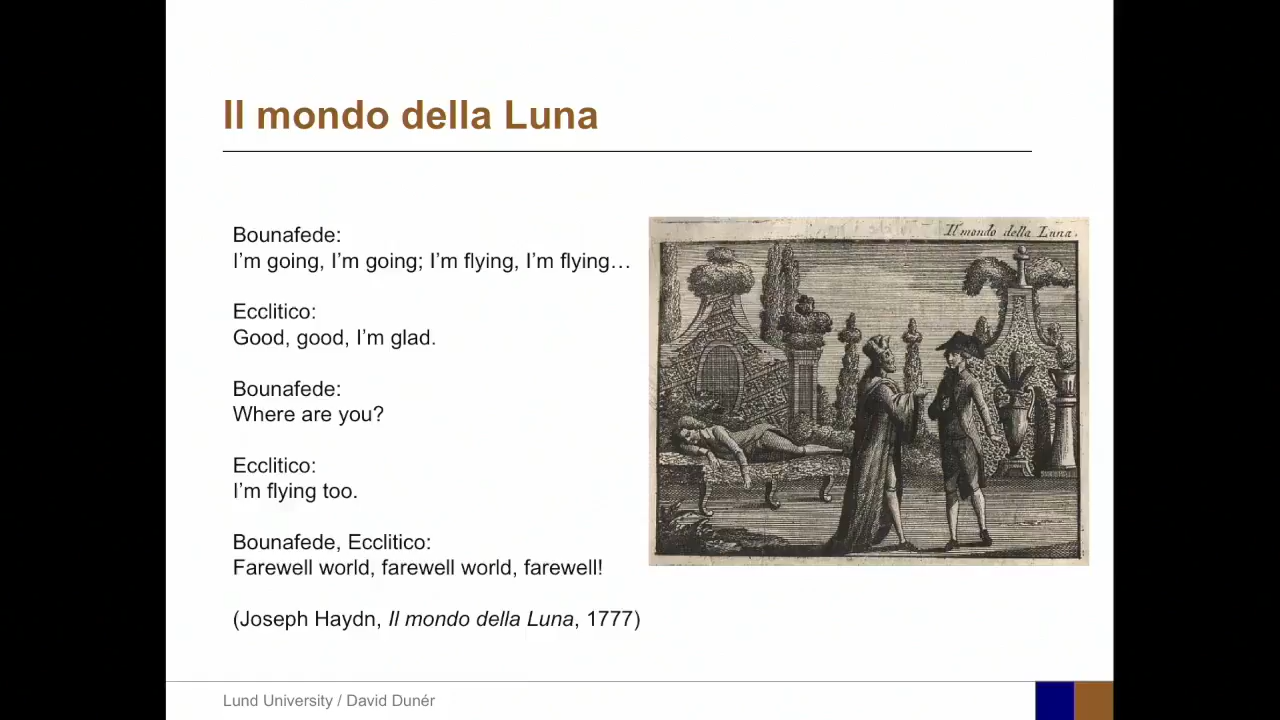 Il mondo della Luna
Bounafede:
I'm going, I'm going; I'm flying, I'm flying…
Ecclitico:
Good, good, I'm glad.
Bounafede:
Where are you?
Ecclitico:
I'm flying too.
Bounafede, Ecclitico:
Farewell world, farewell world, farewell!
(Joseph Haydn, Il mondo della Luna, 1777)
Il mondo della Luna.
Lund University / David Dunér